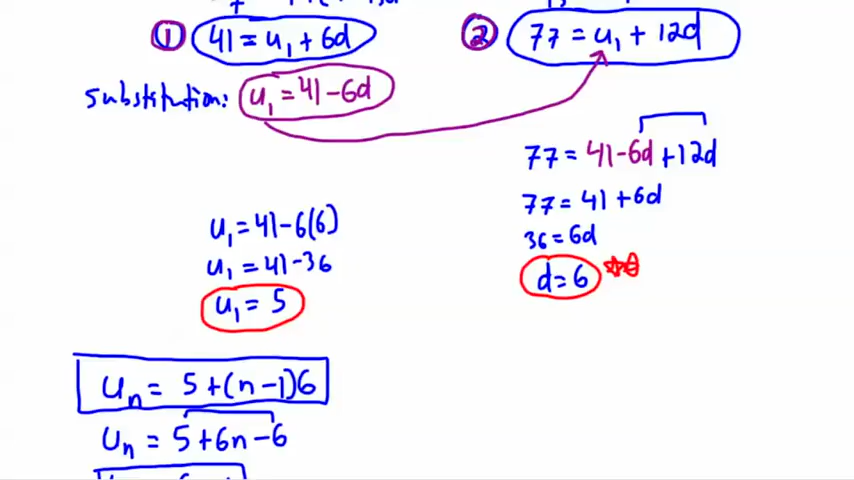 ① 41 = u₁ + 6d
② 77 = u₁ + 12d
substitution: u₁ = 41 - 6d
77 = 41 - 6d + 12d
77 = 41 + 6d
36 = 6d
d = 6
u₁ = 41 - 6(6)
u₁ = 41 - 36
u₁ = 5
uₙ = 5 + (n - 1)6
uₙ = 5 + 6n - 6